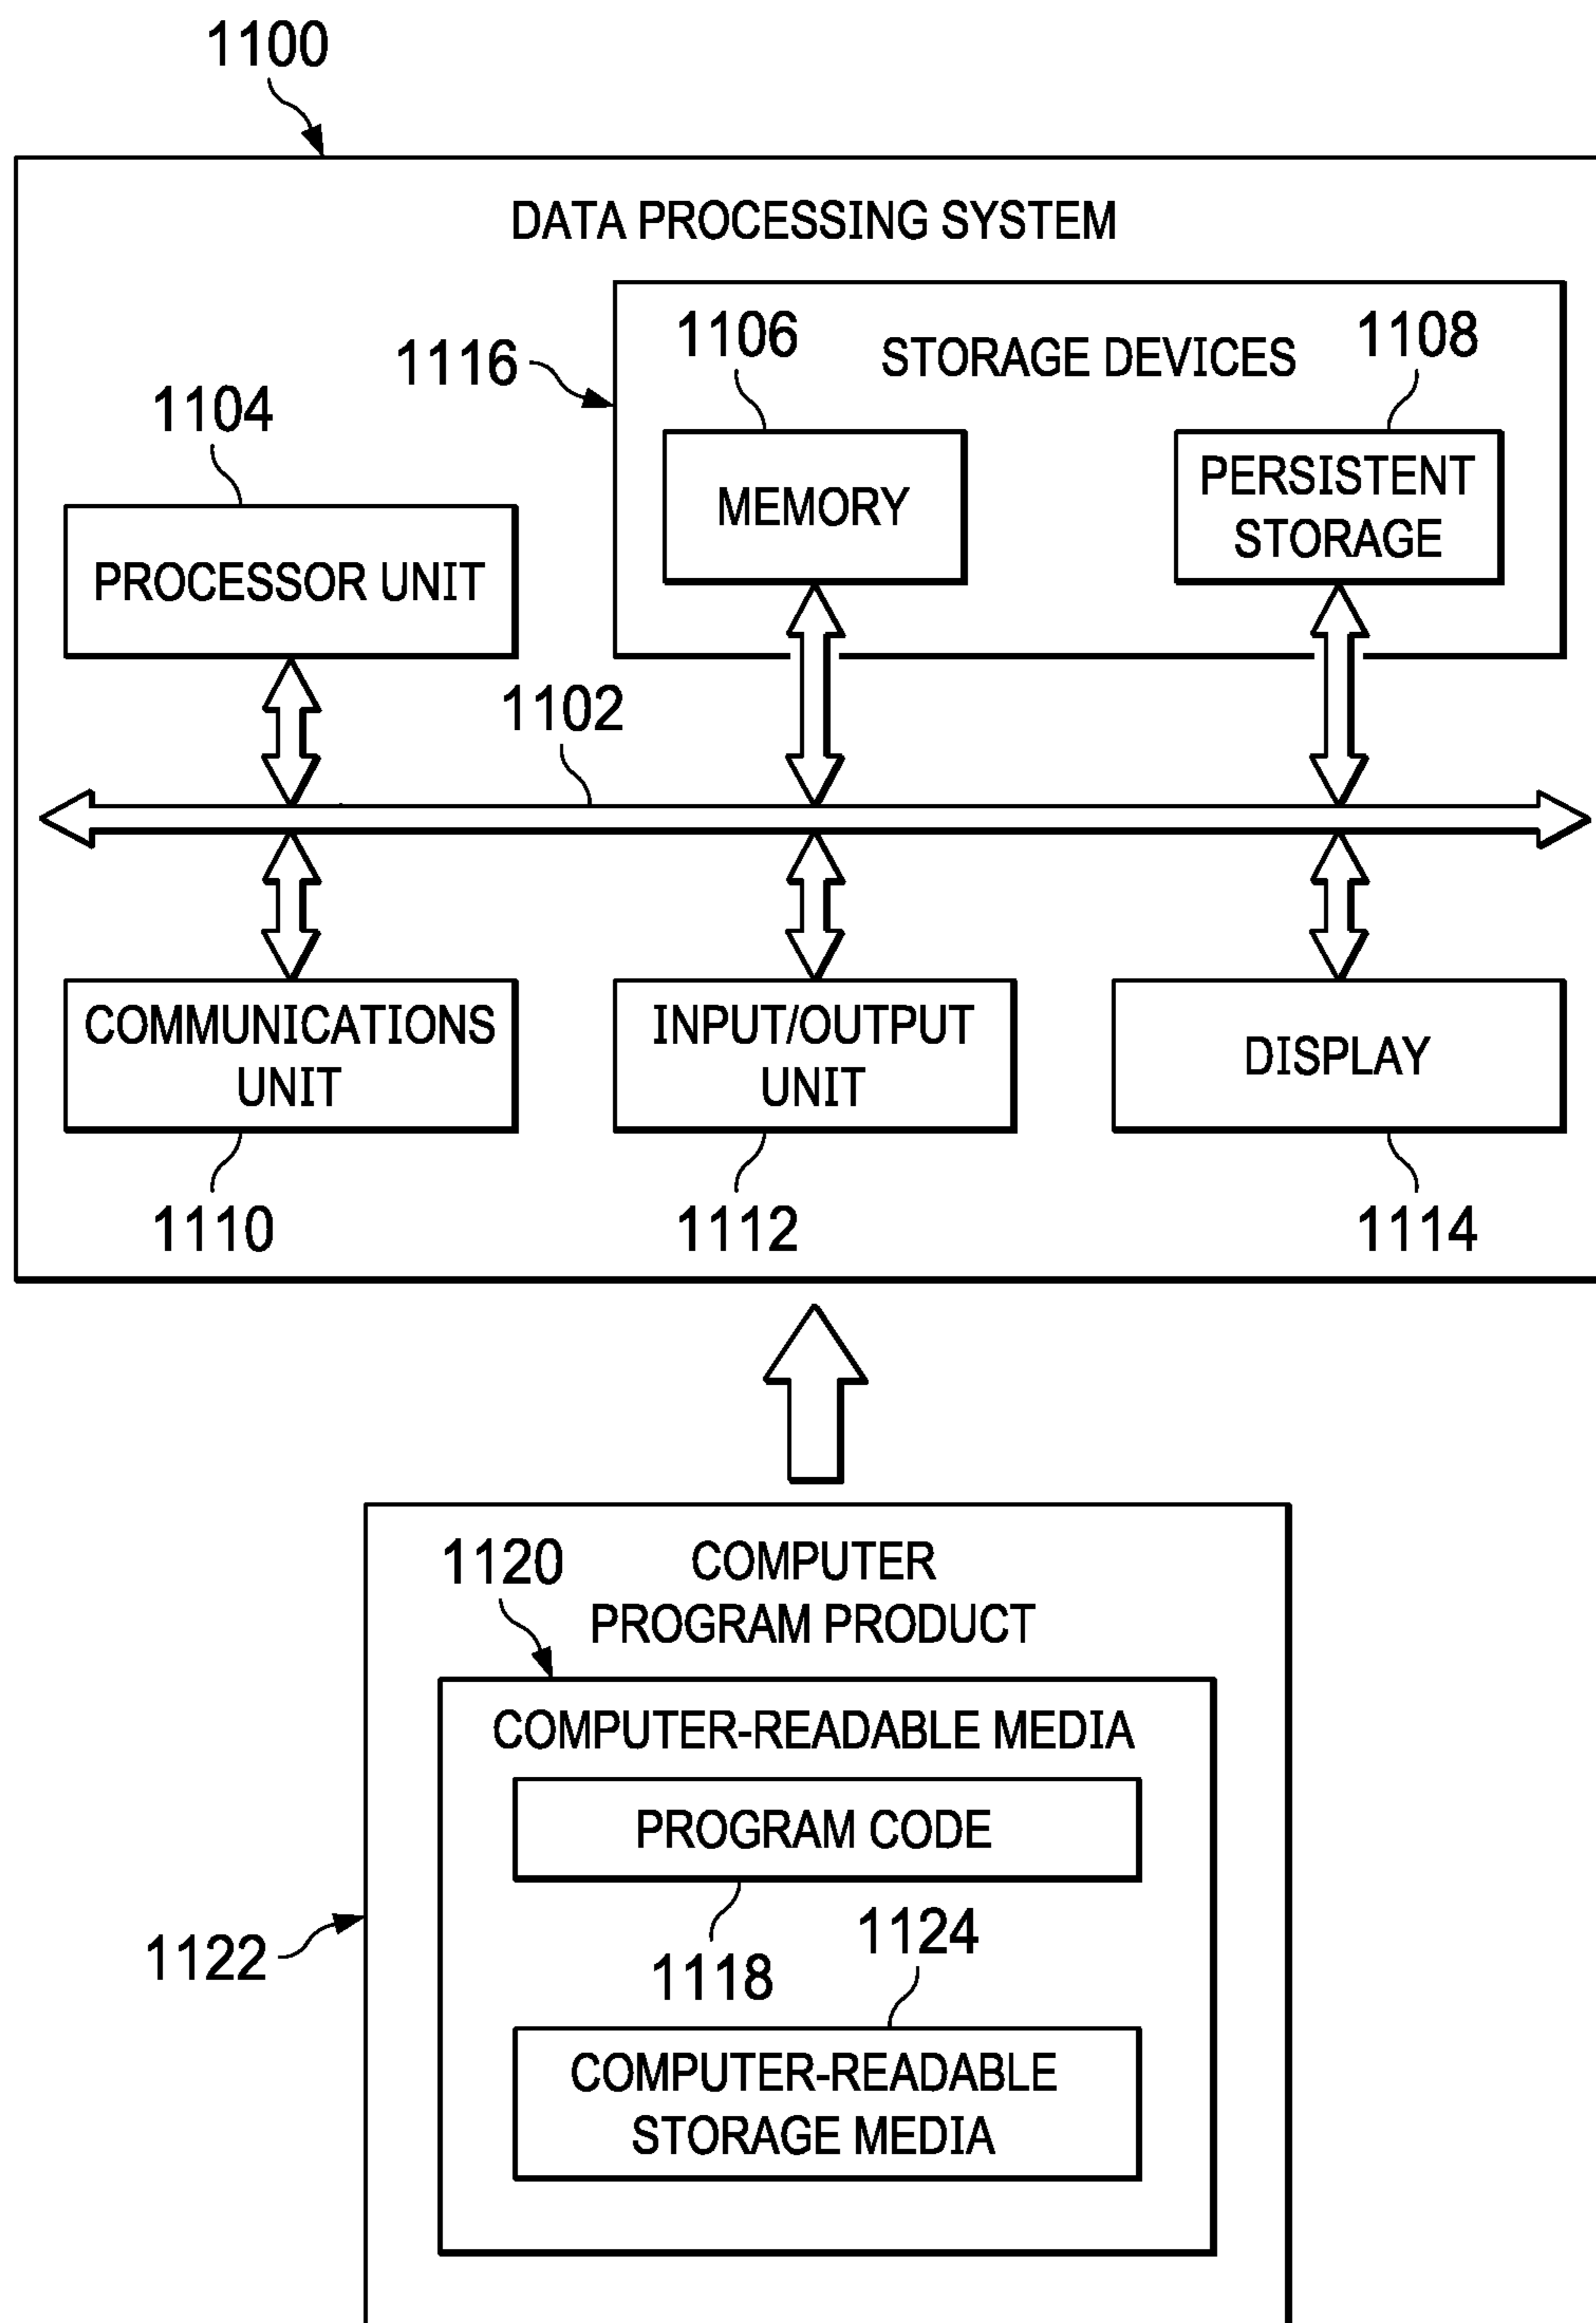 1100
DATA PROCESSING SYSTEM
1116
1106
STORAGE DEVICES
1108
1104
MEMORY
PERSISTENT
STORAGE
PROCESSOR UNIT
1102
COMMUNICATIONS
UNIT
INPUT/OUTPUT
UNIT
DISPLAY
1110
1112
1114
1120
COMPUTER
PROGRAM PRODUCT
COMPUTER-READABLE MEDIA
PROGRAM CODE
1122
1118
1124
COMPUTER-READABLE
STORAGE MEDIA